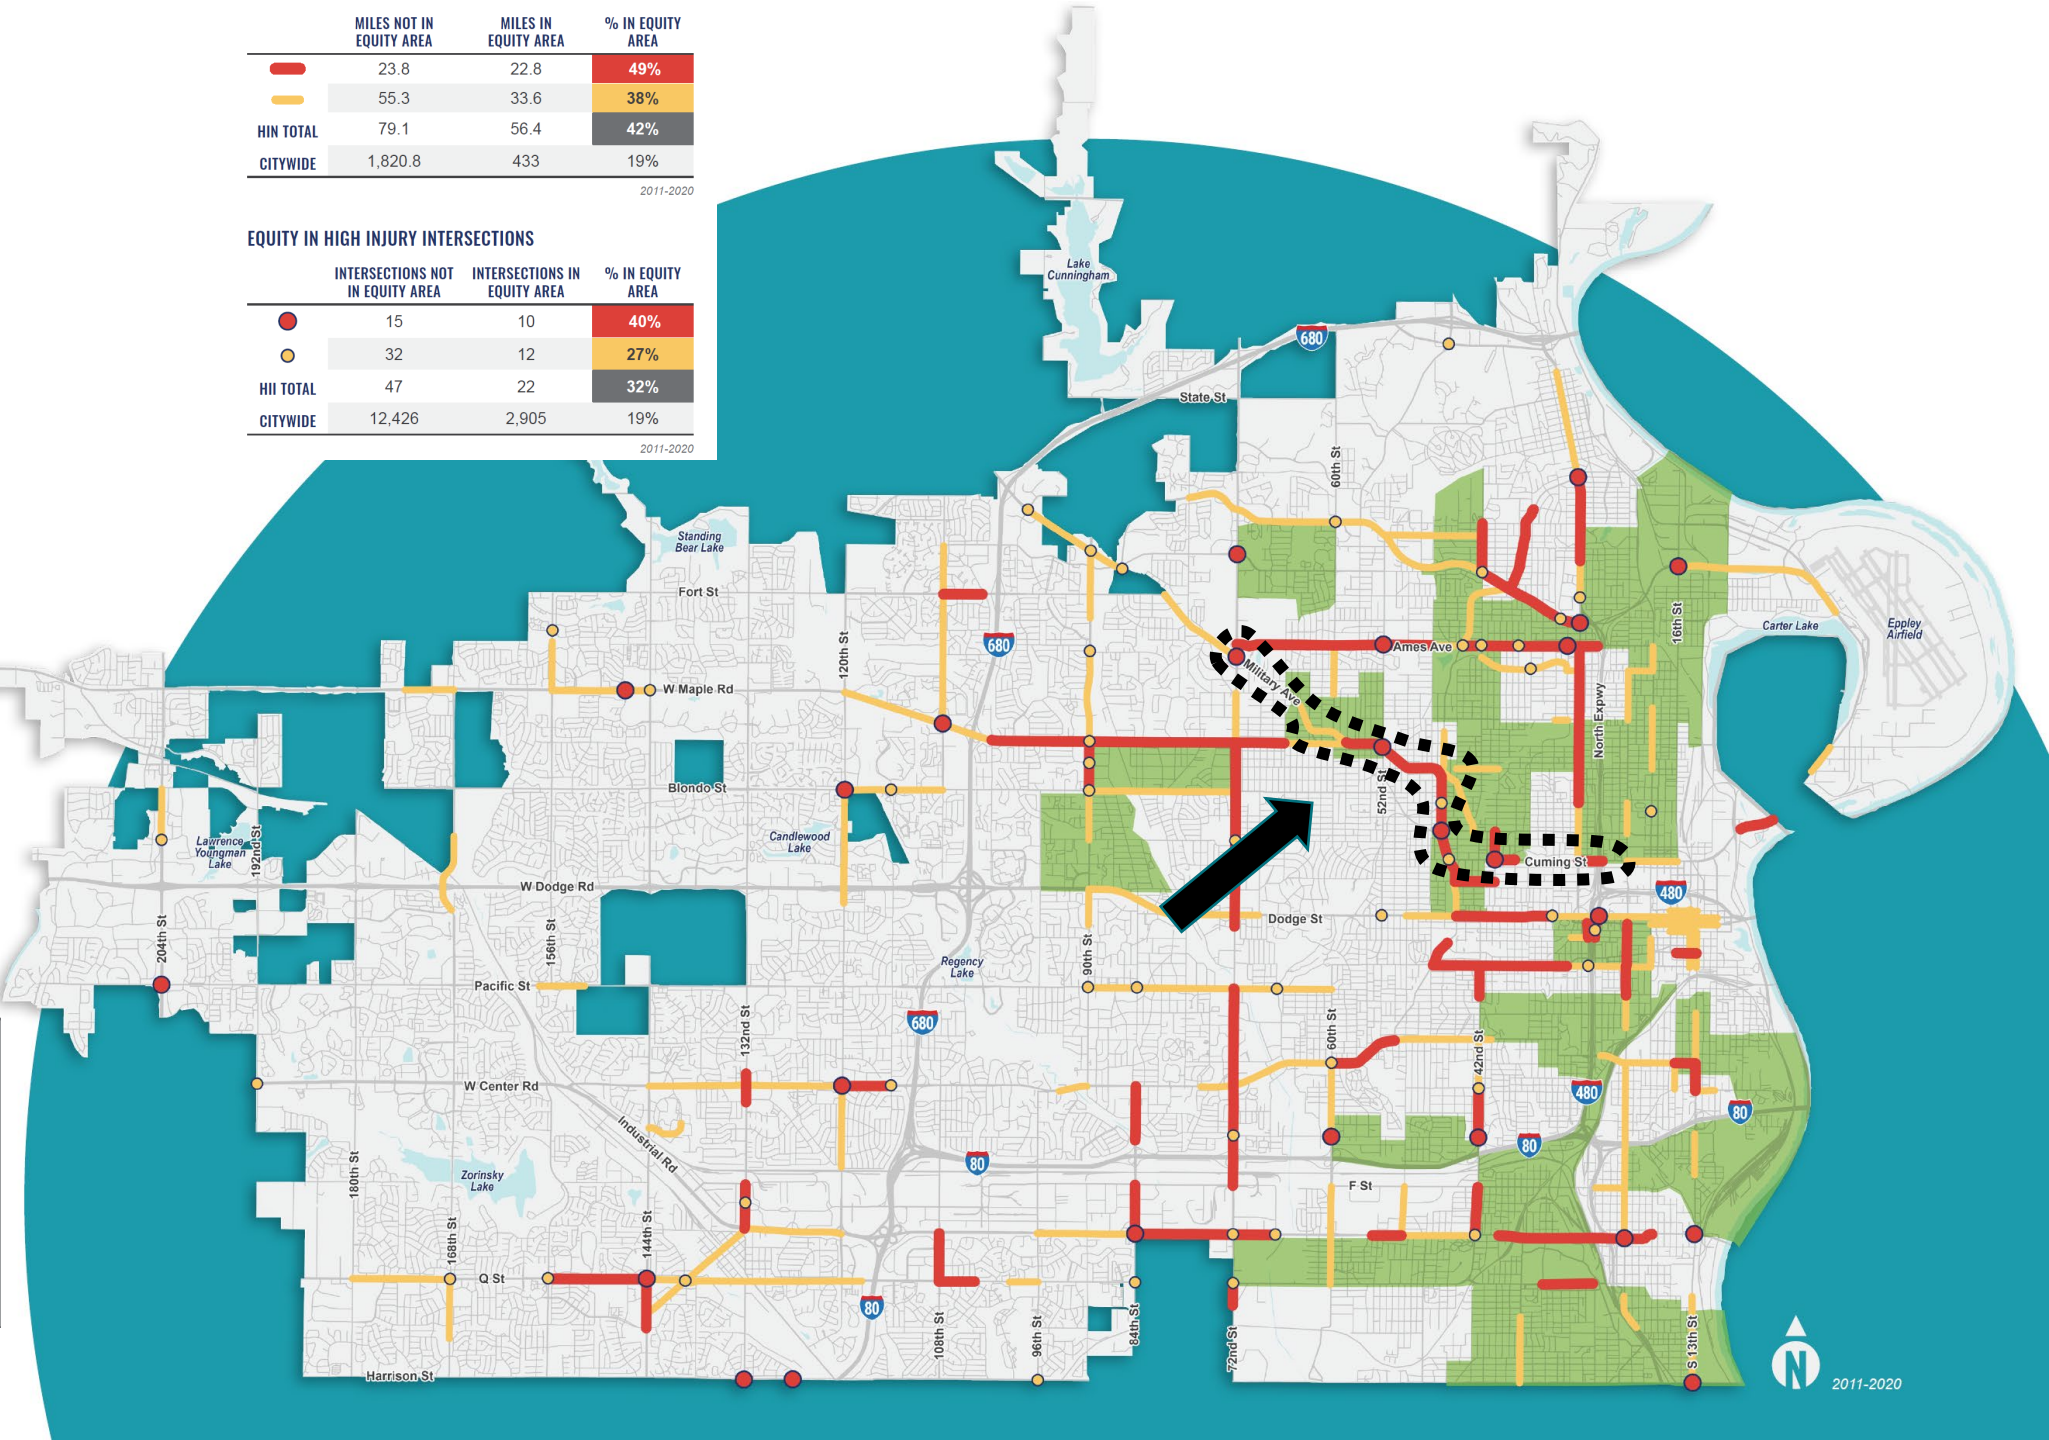 MILES NOT IN EQUITY AREA MILES IN EQUITY AREA % IN EQUITY AREA
23.8 22.8 49%
55.3 33.6 38%
HIN TOTAL 79.1 56.4 42%
CITYWIDE 1,820.8 433 19%
2011-2020
EQUITY IN HIGH INJURY INTERSECTIONS
INTERSECTIONS NOT IN EQUITY AREA INTERSECTIONS IN EQUITY AREA % IN EQUITY AREA
15 10 40%
32 12 27%
HII TOTAL 47 22 32%
CITYWIDE 12,426 2,905 19%
2011-2020
Lake
Cunningham
680
State St
60th St
Standing
Bear Lake
Fort St
120th St
680
16th St
Carter Lake
Eppley
Airfield
Ames Ave
Military Ave
W Maple Rd
North Expwy
Blondo St
52nd St
Lawrence
Youngman
Lake
192nd St
Candlewood
Lake
Cuming St
W Dodge Rd
480
Dodge St
204th St
156th St
90th St
Regency
Lake
Pacific St
132nd St
680
60th St
42nd St
W Center Rd
480
80
Industrial Rd
80
80
180th St
Zorinsky
Lake
F St
168th St
144th St
Q St
80
108th St
96th St
84th St
72nd St
S 13th St
Harrison St
N
2011-2020